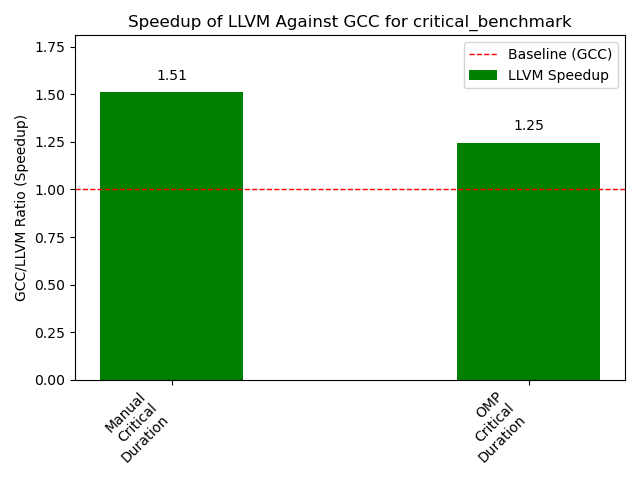 Speedup of LLVM Against GCC for critical_benchmark
GCC/LLVM Ratio (Speedup)
1.75
1.50
1.25
1.00
0.75
0.50
0.25
0.00
1.51
1.25
Baseline (GCC)
LLVM Speedup
Manual
Critical
Duration
OMP
Critical
Duration